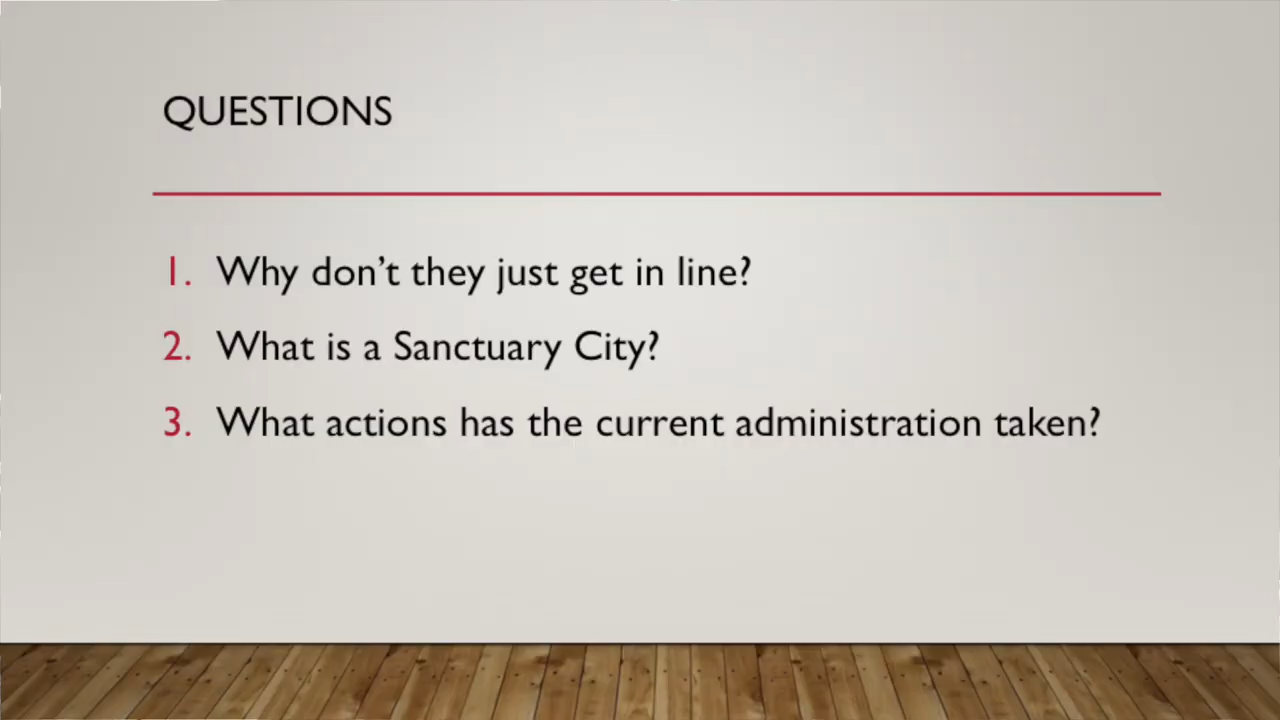 QUESTIONS
1. Why don't they just get in line?
2. What is a Sanctuary City?
3. What actions has the current administration taken?